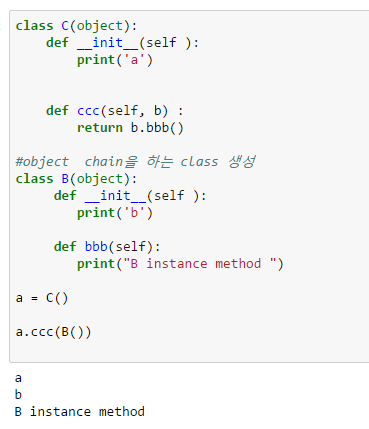 class C(object):
    def __init__(self ):
        print('a')
    def ccc(self, b) :
        return b.bbb()
#object  chain을 하는 class 생성
class B(object):
     def __init__(self ):
        print('b')
     def bbb(self):
        print("B instance method ")
a = C()
a.ccc(B())
a
b
B instance method